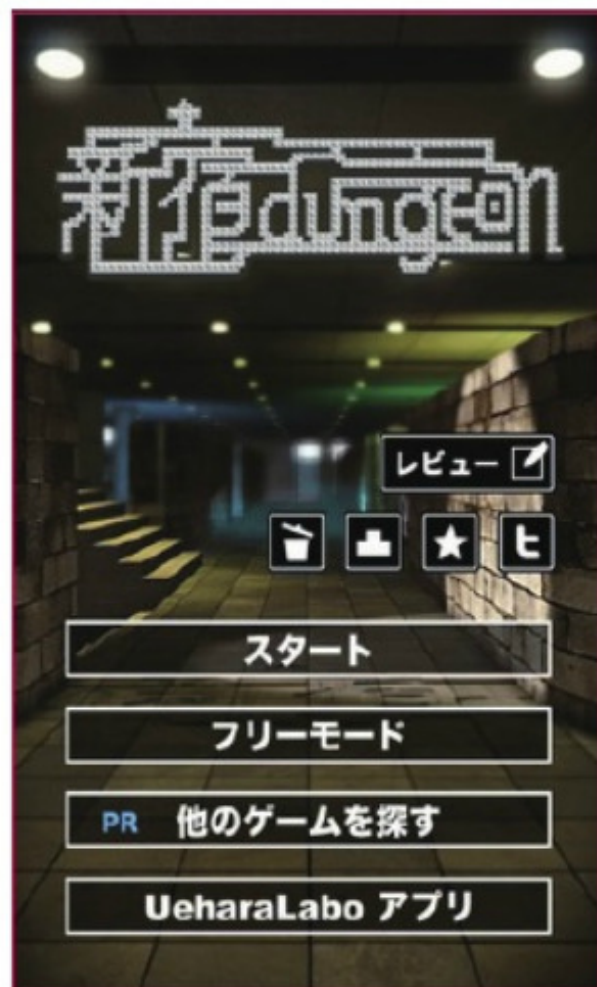 新宿dungeon
レビュー
スタート
フリーモード
PR 他のゲームを探す
UeharaLabo アプリ